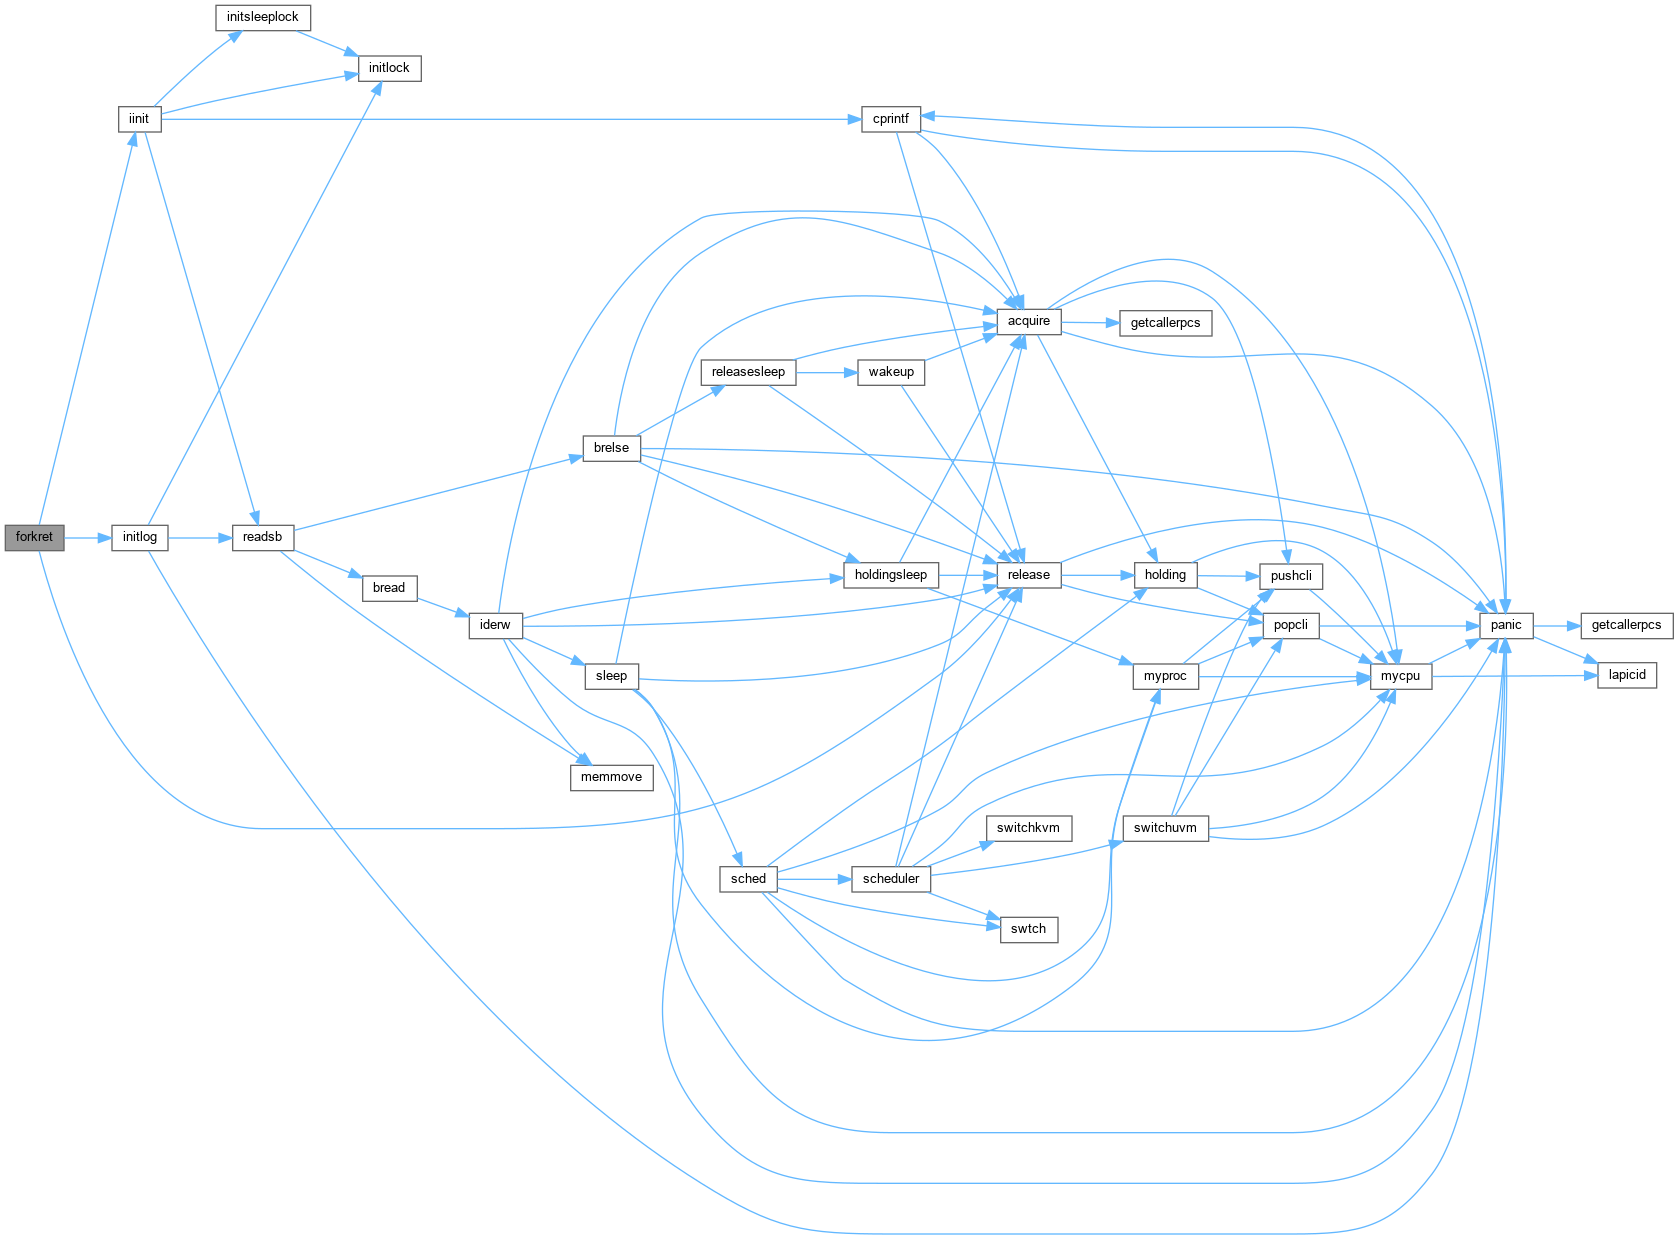 initsleeplock
initlock
iinit
cprintf
acquire
getcallerpcs
releasesleep
wakeup
brelse
forkret
initlog
readsb
bread
holdingsleep
release
holding
pushcli
iderw
popcli
panic
getcallerpcs
sleep
myproc
mycpu
lapicid
memmove
switchkvm
switchuvm
sched
scheduler
swtch